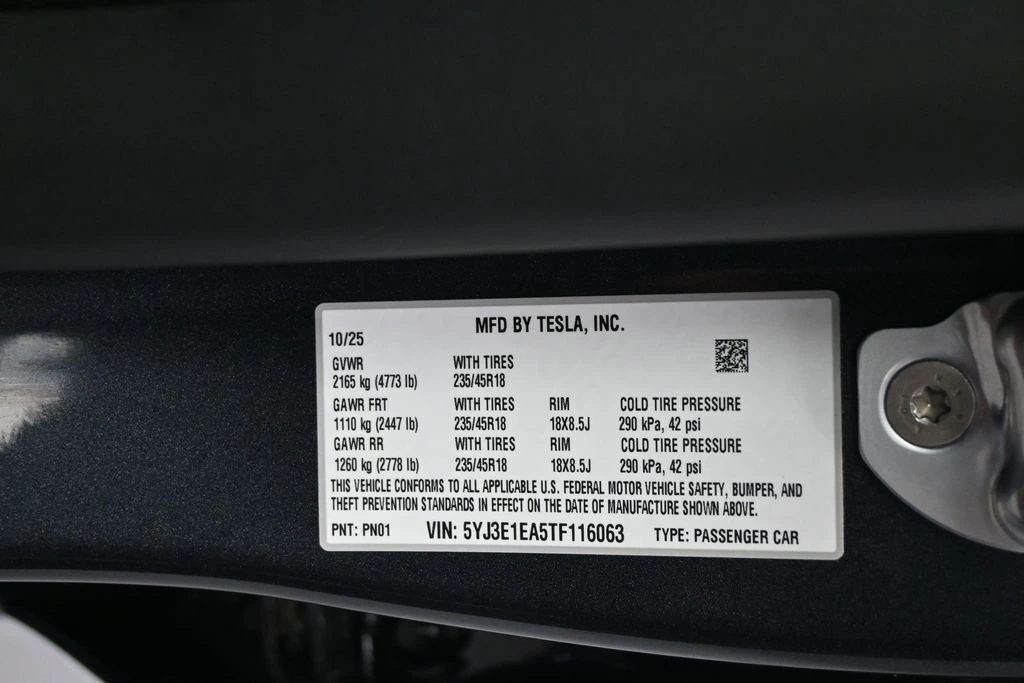 MFD BY TESLA, INC.
10/25
GVWR WITH TIRES
2165 kg (4773 lb) 235/45R18
GAWR FRT WITH TIRES RIM COLD TIRE PRESSURE
1110 kg (2447 lb) 235/45R18 18X8.5J 290 kPa, 42 psi
GAWR RR WITH TIRES RIM COLD TIRE PRESSURE
1260 kg (2778 lb) 235/45R18 18X8.5J 290 kPa, 42 psi
THIS VEHICLE CONFORMS TO ALL APPLICABLE U.S. FEDERAL MOTOR VEHICLE SAFETY, BUMPER, AND
THEFT PREVENTION STANDARDS IN EFFECT ON THE DATE OF MANUFACTURE SHOWN ABOVE.
PNT: PN01 VIN: 5YJ3E1EA5TF116063 TYPE: PASSENGER CAR